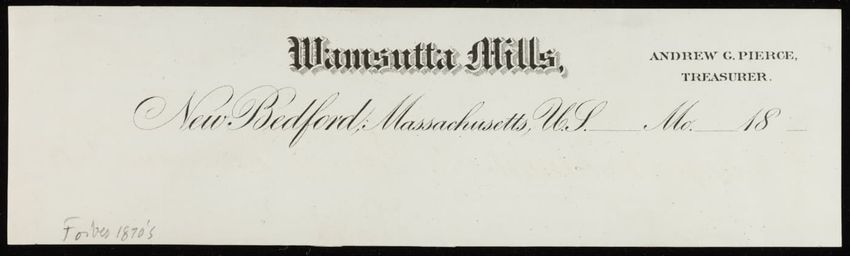 Wamsutta Mills,
ANDREW G. PIERCE,
TREASURER.
New Bedford, Massachusetts, U.S. Mo. 18
Forbes 1870's